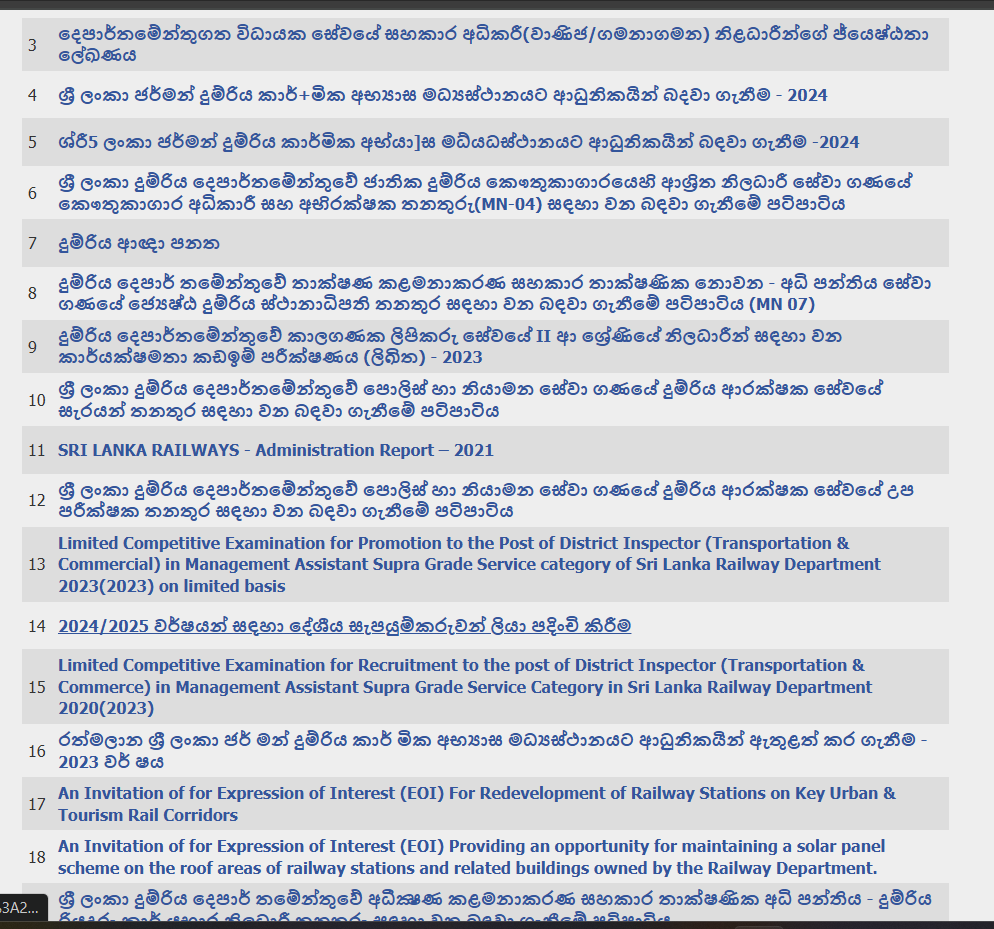 3 දෙපාර්තමේන්තුගත විධායක සේවයේ සහකාර අධිකරී(වාණිජ/ගමනාගමන) නිළධාරීන්ගේ ජ්යෙෂ්ඨතා
ලේඛණය
4 ශ්‍රී ලංකා ජර්මන් දුම්රිය කාර්+මික අභ්‍යාස මධ්‍යස්ථානයට ආධුනිකයින් බදවා ගැනීම - 2024
5 ශ්රී5 ලංකා ජර්මන් දුම්රිය කාර්මික අභ්යා]ස මධ්යධස්ථානයට ආධුනිකයින් බඳවා ගැනීම -2024
6 ශ්‍රී ලංකා දුම්රිය දෙපාර්තමේන්තුවේ ජාතික දුම්රිය කෞතුකාගාරයෙහි ආශ්‍රිත නිලධාරී සේවා ගණයේ
කෞතුකාගාර අධිකාරී සහ අභිරක්ෂක තනතුරු(MN-04) සඳහා වන බඳවා ගැනීමේ පටිපාටිය
7 දුම්රිය ආඥා පනත
8 දුම්රිය දෙපාර් තමේන්තුවේ තාක්ෂණ කළමනාකරණ සහකාර තාක්ෂණික නොවන - අධි පන්තිය සේවා
ගණයේ ජ්‍යෙෂ්ඨ දුම්රිය ස්ථානාධිපති තනතුර සඳහා වන බඳවා ගැනීමේ පටිපාටිය (MN 07)
9 දුම්රිය දෙපාර්තමේන්තුවේ කාලගණක ලිපිකරු සේවයේ II ආ ශ්‍රේණියේ නිලධාරීන් සඳහා වන
කාර්යක්ෂමතා කඩඉම් පරීක්ෂණය (ලිඛිත) - 2023
10 ශ්‍රී ලංකා දුම්රිය දෙපාර්තමේන්තුවේ පොලිස් හා නියාමන සේවා ගණයේ දුම්රිය ආරක්ෂක සේවයේ
සැරයන් තනතුර සඳහා වන බඳවා ගැනීමේ පටිපාටිය
11 SRI LANKA RAILWAYS - Administration Report – 2021
12 ශ්‍රී ලංකා දුම්රිය දෙපාර්තමේන්තුවේ පොලිස් හා නියාමන සේවා ගණයේ දුම්රිය ආරක්ෂක සේවයේ උප
පරීක්ෂක තනතුර සඳහා වන බඳවා ගැනීමේ පටිපාටිය
13 Limited Competitive Examination for Promotion to the Post of District Inspector (Transportation &
Commercial) in Management Assistant Supra Grade Service category of Sri Lanka Railway Department
2023(2023) on limited basis
14 2024/2025 වර්ෂයන් සඳහා දේශීය සැපයුම්කරුවන් ලියා පදිංචි කිරීම
15 Limited Competitive Examination for Recruitment to the post of District Inspector (Transportation &
Commerce) in Management Assistant Supra Grade Service Category in Sri Lanka Railway Department
2020(2023)
16 රත්මලාන ශ්‍රී ලංකා ජර් මන් දුම්රිය කාර් මික අභ්‍යාස මධ්‍යස්ථානයට ආධුනිකයින් ඇතුළත් කර ගැනීම -
2023 වර් ෂය
17 An Invitation of for Expression of Interest (EOI) For Redevelopment of Railway Stations on Key Urban &
Tourism Rail Corridors
18 An Invitation of for Expression of Interest (EOI) Providing an opportunity for maintaining a solar panel
scheme on the roof areas of railway stations and related buildings owned by the Railway Department.
ශ්‍රී ලංකා දුම්රිය දෙපාර් තමේන්තුවේ අධීක්‍ෂණ කළමනාකරණ සහකාර තාක්ෂණික අධි පන්තිය - දුම්රිය
3A2...